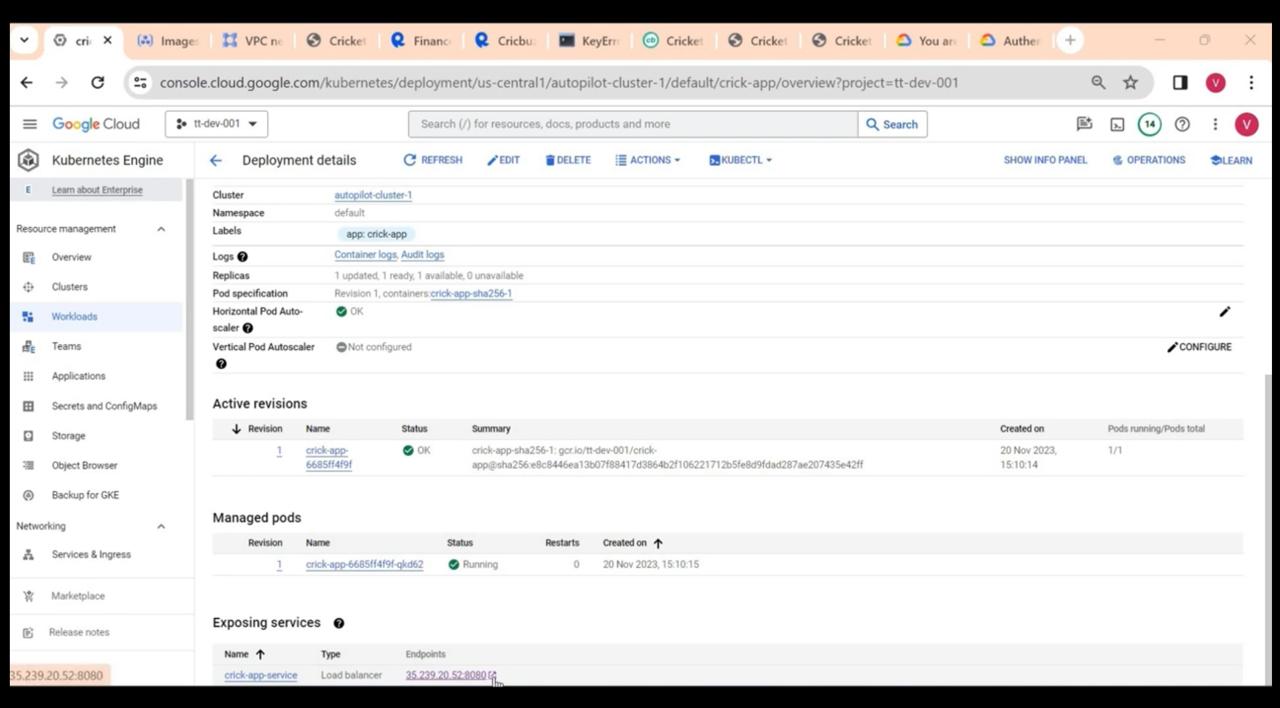 cri
Image
VPC ne
Cricket
Financ
Cricbu
KeyErr
Cricket
Cricket
Cricket
You are
Auther
console.cloud.google.com/kubernetes/deployment/us-central1/autopilot-cluster-1/default/crick-app/overview?project=tt-dev-001
V
Google Cloud
tt-dev-001
Search (/) for resources, docs, products and more
Search
14
V
Kubernetes Engine
Deployment details
REFRESH
EDIT
DELETE
ACTIONS
KUBECTL
SHOW INFO PANEL
OPERATIONS
LEARN
E Learn about Enterprise
Resource management
Overview
Clusters
Workloads
Teams
Applications
Secrets and ConfigMaps
Storage
Object Browser
Backup for GKE
Networking
Services & Ingress
Marketplace
Release notes
35.239.20.52:8080
Cluster autopilot-cluster-1
Namespace default
Labels app: crick-app
Logs Container logs, Audit logs
Replicas 1 updated, 1 ready, 1 available, 0 unavailable
Pod specification Revision 1, containers:crick-app-sha256-1
Horizontal Pod Auto- OK
scaler
Vertical Pod Autoscaler Not configured CONFIGURE
Active revisions
Revision Name Status Summary Created on Pods running/Pods total
1 crick-app- OK crick-app-sha256-1: gcr.io/tt-dev-001/crick- 20 Nov 2023, 1/1
6685ff4f9f app@sha256:e8c8446ea13b07f88417d3864b2f106221712b5fe8d9fdad287ae207435e42ff 15:10:14
Managed pods
Revision Name Status Restarts Created on
1 crick-app-6685ff4f9f-qkd62 Running 0 20 Nov 2023, 15:10:15
Exposing services
Name Type Endpoints
crick-app-service Load balancer 35.239.20.52:8080